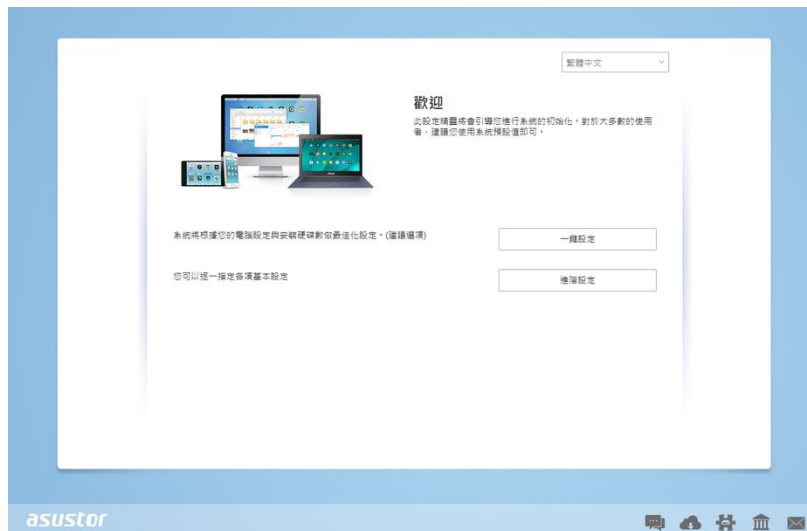 繁體中文
歡迎
此設定精靈將會引導您進行系統的初始化。對於大多數的使用
者，建議您使用系統預設值即可。
系統將根據您的電腦設定與安裝硬碟數做最佳化設定。(建議選項)
一鍵設定
您可以逐一指定各項基本設定
進階設定
asustor